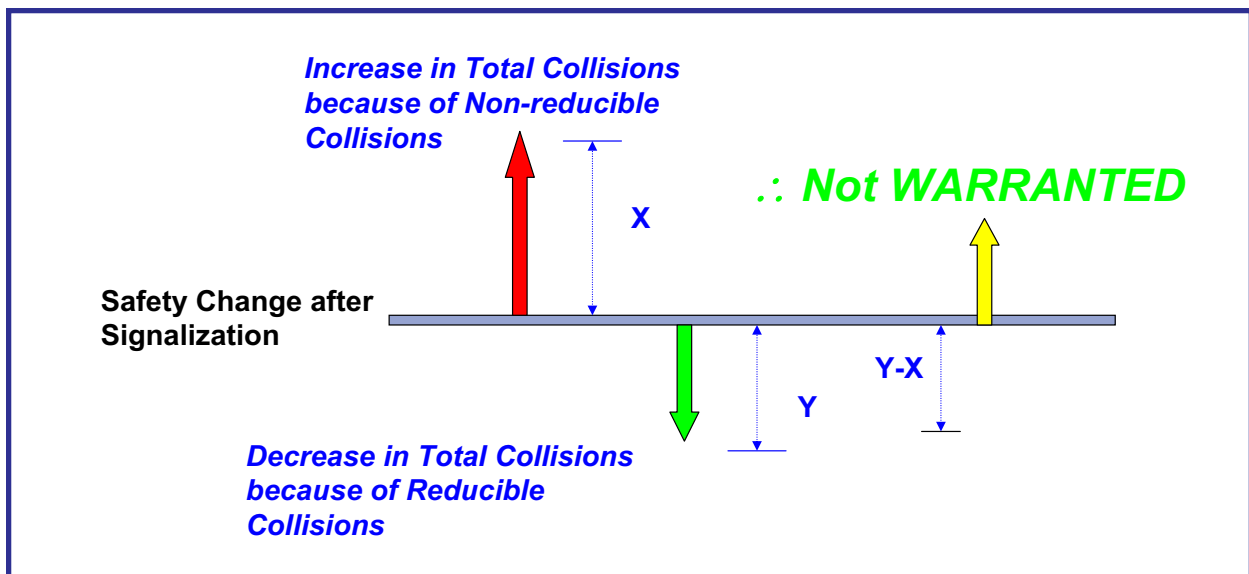 Increase in Total Collisions
because of Non-reducible
Collisions
∴ Not WARRANTED
X
Safety Change after
Signalization
Y-X
Y
Decrease in Total Collisions
because of Reducible
Collisions